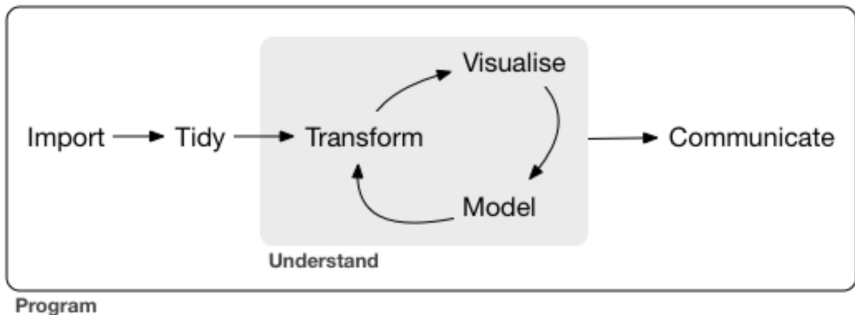 Visualise
Import
Tidy
Transform
Communicate
Model
Understand
Program